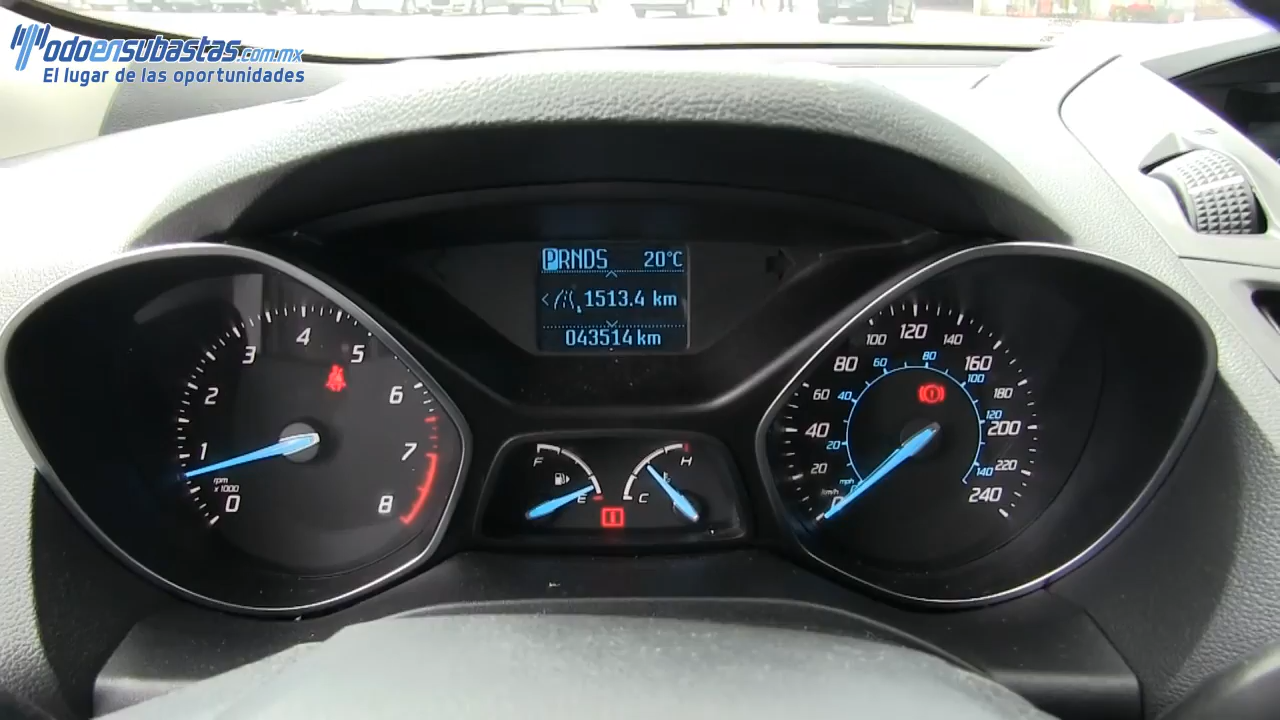 Todoensubastas.com.mx
El lugar de las oportunidades
PRNDS 20°C
1513.4 km
043514 km
0 1 2 3 4 5 6 7 8
rpm
x 1000
F
E
H
C
20 40 60 80 100 120 140 160 180 200 220 240
km/h
0 20 40 60 80 100 120 140
mph